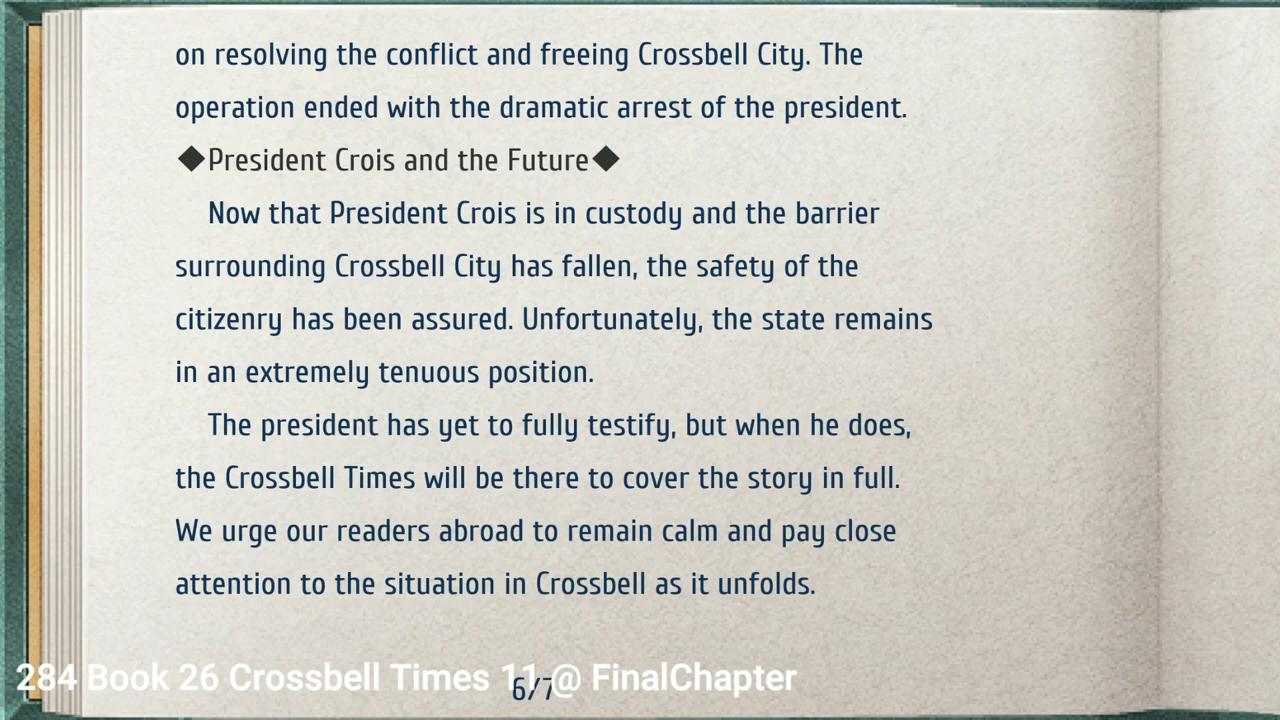 on resolving the conflict and freeing Crossbell City. The
operation ended with the dramatic arrest of the president.
◆President Crois and the Future◆
Now that President Crois is in custody and the barrier
surrounding Crossbell City has fallen, the safety of the
citizenry has been assured. Unfortunately, the state remains
in an extremely tenuous position.
The president has yet to fully testify, but when he does,
the Crossbell Times will be there to cover the story in full.
We urge our readers abroad to remain calm and pay close
attention to the situation in Crossbell as it unfolds.
284 Book 26 Crossbell Times 11 @ FinalChapter
6/7